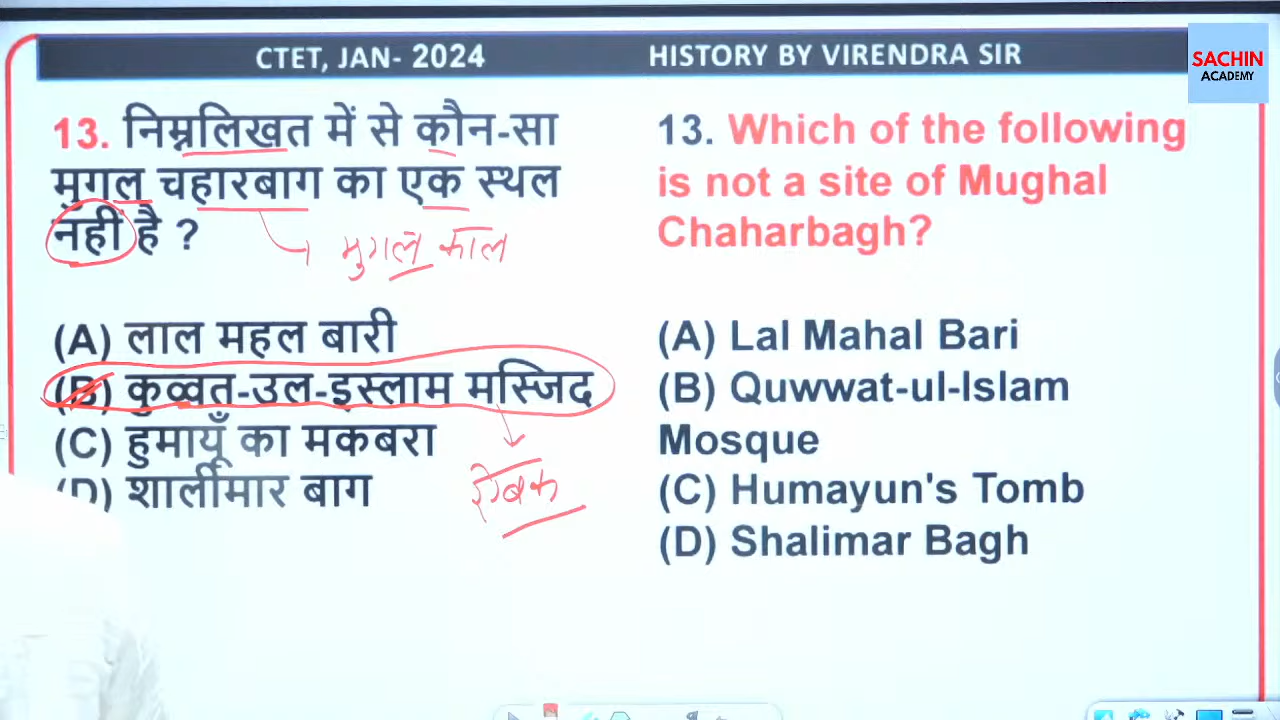 CTET, JAN- 2024 HISTORY BY VIRENDRA SIR
SACHIN
ACADEMY
13. निम्नलिखत में से कौन-सा
मुगल चहारबाग का एक स्थल
नहीं है ?
मुगल काल
(A) लाल महल बारी
(B) कुव्वत-उल-इस्लाम मस्जिद
(C) हुमायूँ का मकबरा
(D) शालीमार बाग
ऐबक
13. Which of the following
is not a site of Mughal
Chaharbagh?
(A) Lal Mahal Bari
(B) Quwwat-ul-Islam
Mosque
(C) Humayun's Tomb
(D) Shalimar Bagh